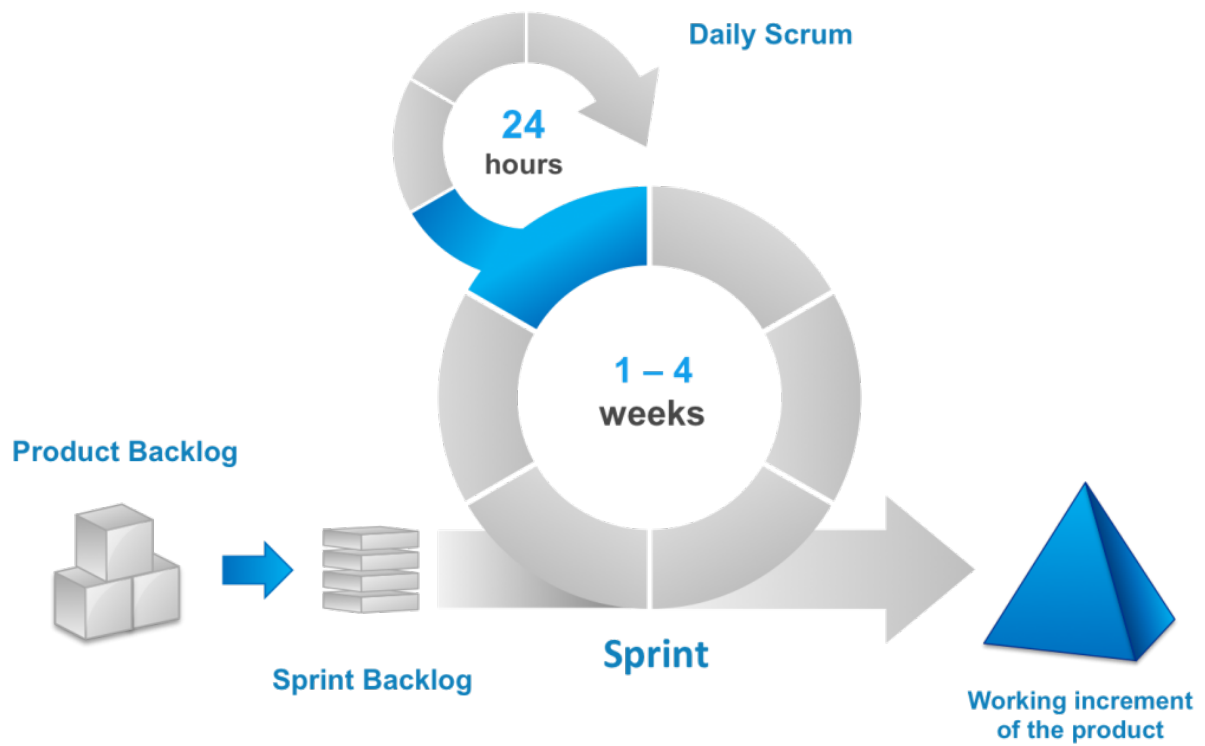 Daily Scrum
24
hours
1 – 4
weeks
Product Backlog
Sprint Backlog
Sprint
Working increment
of the product